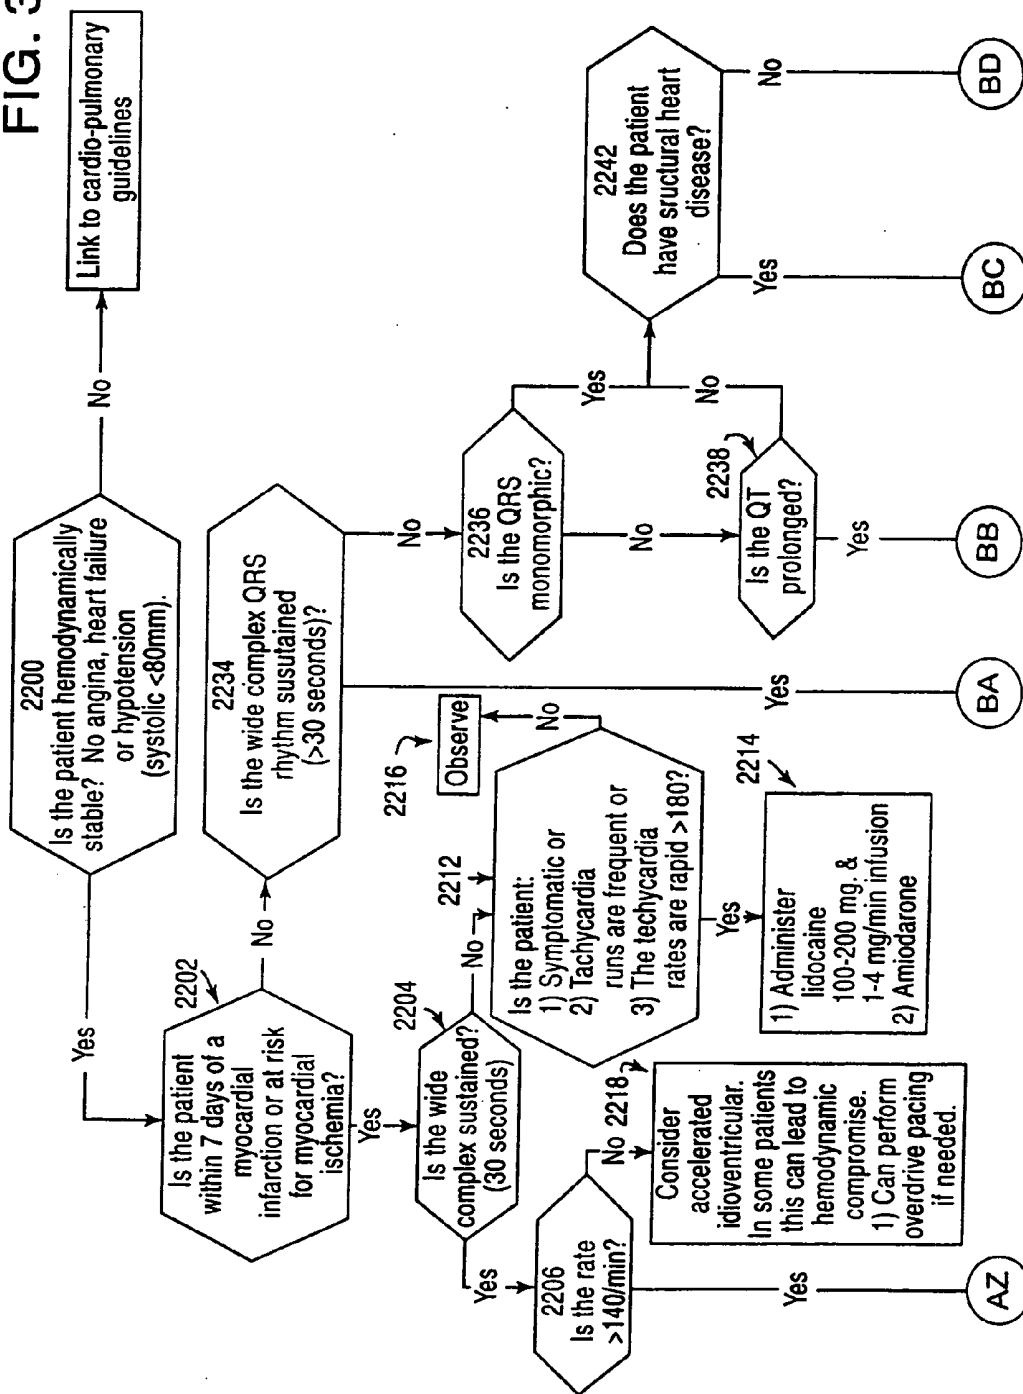 FIG. 3
2200
Is the patient hemodynamically
stable? No angina, heart failure
or hypotension
(systolic <80mm).
No
Link to cardio-pulmonary
guidelines
Yes
2202
Is the patient
within 7 days of a
myocardial
infarction or at risk
for myocardial
ischemia?
No
2234
Is the wide complex QRS
rhythm susutained
(>30 seconds)?
Yes
2204
Is the wide
complex sustained?
(30 seconds)
No
2212
Is the patient:
1) Symptomatic or
2) Tachycardia
runs are frequent or
3) The techycardia
rates are rapid >180?
No
2216
Observe
Yes
2214
1) Administer
lidocaine
100-200 mg. &
1-4 mg/min infusion
2) Amiodarone
Yes
2206
Is the rate
>140/min?
No
2218
Consider
accelerated
idioventricular.
In some patients
this can lead to
hemodynamic
compromise.
1) Can perform
overdrive pacing
if needed.
Yes
AZ
Yes
BA
No
2236
Is the QRS
monomorphic?
Yes
No
2238
Is the QT
prolonged?
No
Yes
BB
2242
Does the patient
have sructural heart
disease?
Yes
BC
No
BD